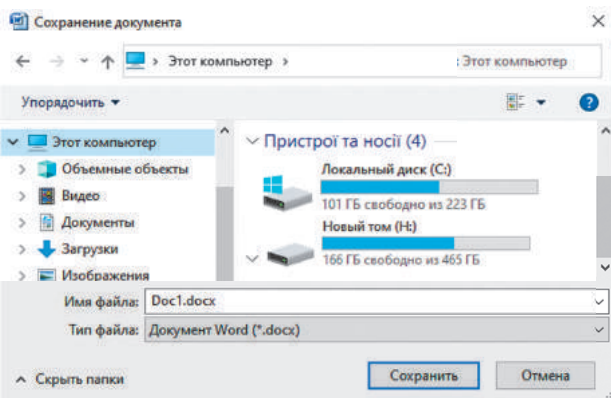 Сохранение документа
Этот компьютер
: Этот компьютер
Упорядочить
Этот компьютер
Объемные объекты
Видео
Документы
Загрузки
Изображения
Пристрої та носії (4)
Локальный диск (C:)
101 ГБ свободно из 223 ГБ
Новый том (H:)
166 ГБ свободно из 465 ГБ
Имя файла: Doc1.docx
Тип файла: Документ Word (*.docx)
Скрыть папки
Сохранить
Отмена